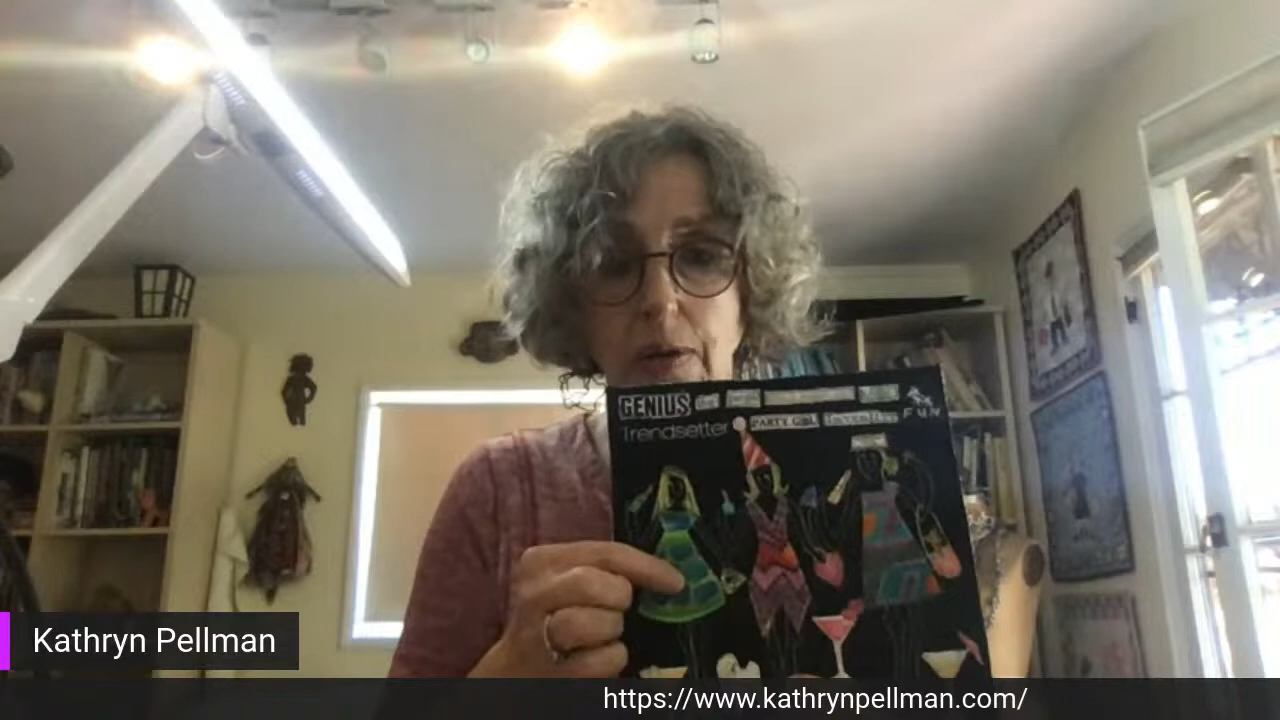 GENIUS
Trendsetter PARTY GIRL FUN
Kathryn Pellman
https://www.kathrynpellman.com/